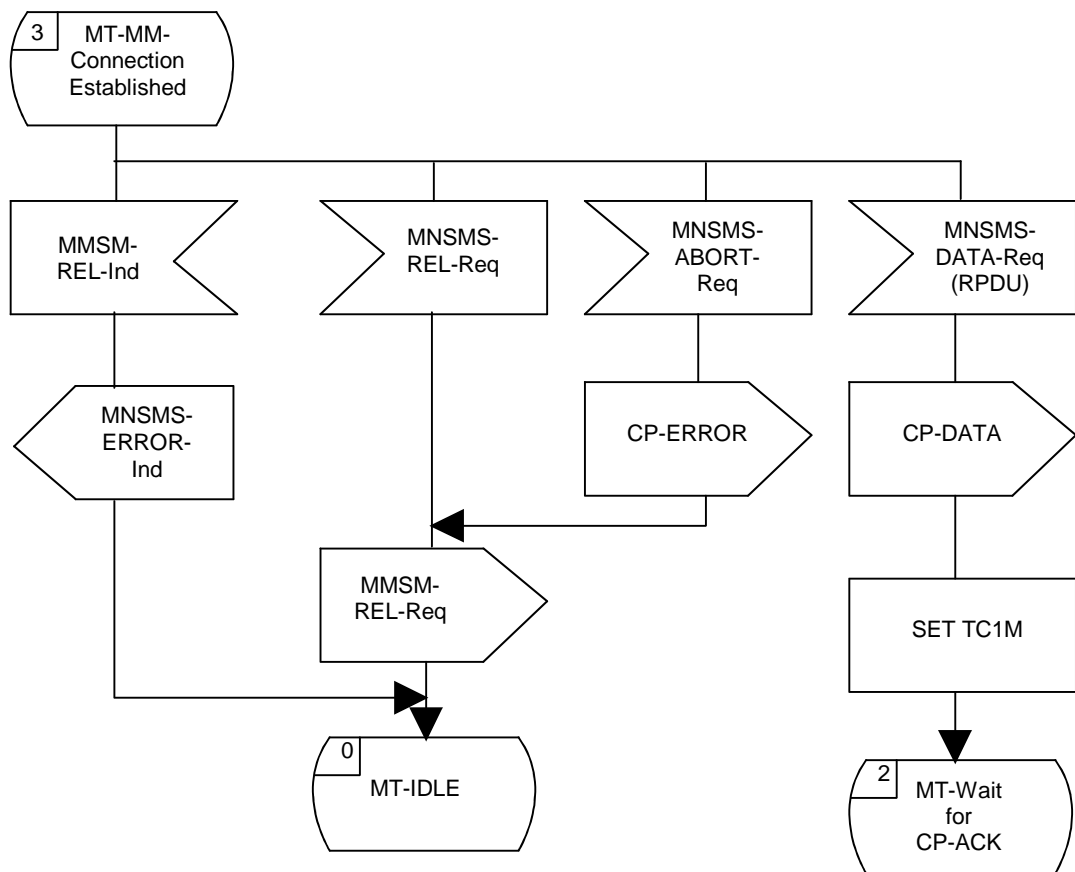 3
MT-MM-
Connection
Established
MMSM-
REL-Ind
MNSMS-
REL-Req
MNSMS-
ABORT-
Req
MNSMS-
DATA-Req
(RPDU)
MNSMS-
ERROR-
Ind
CP-ERROR
CP-DATA
MMSM-
REL-Req
SET TC1M
0
MT-IDLE
2
MT-Wait
for
CP-ACK